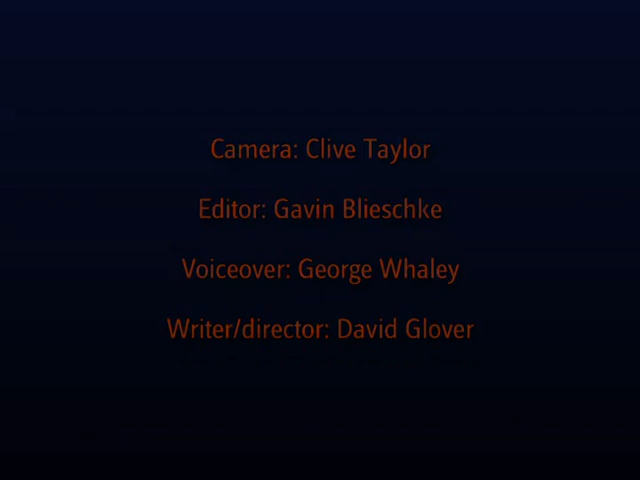 Camera: Clive Taylor
Editor: Gavin Blieschke
Voiceover: George Whaley
Writer/director: David Glover